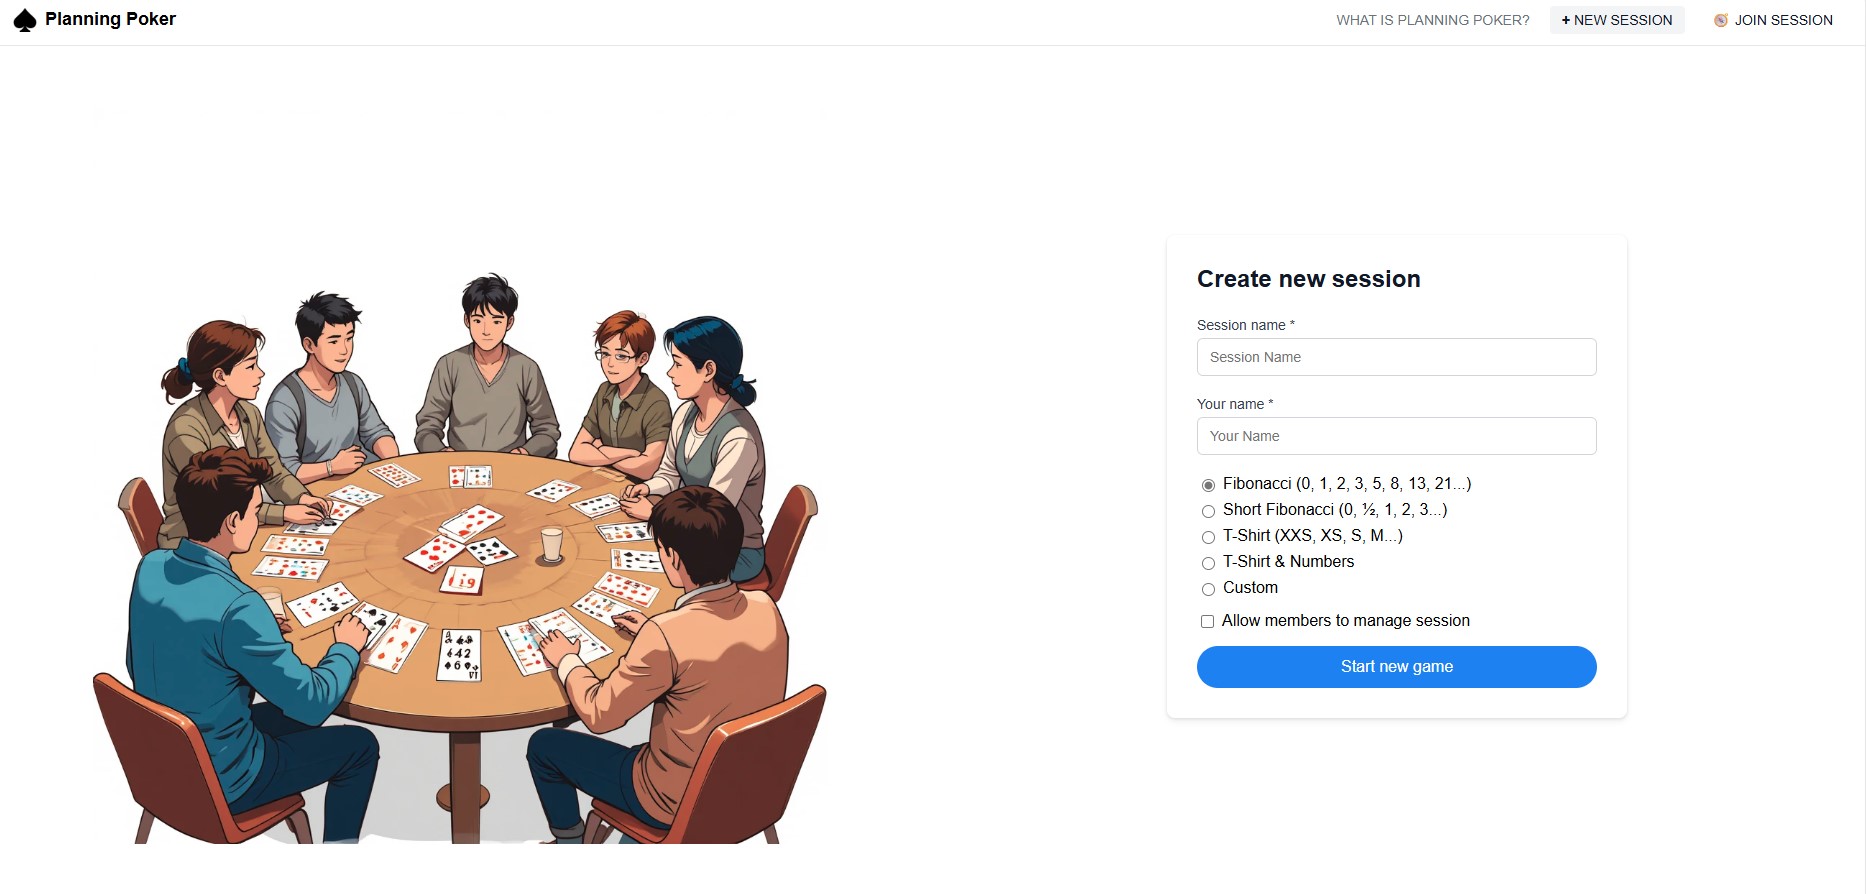 Planning Poker
WHAT IS PLANNING POKER?
+ NEW SESSION
JOIN SESSION
Create new session
Session name *
Session Name
Your name *
Your Name
Fibonacci (0, 1, 2, 3, 5, 8, 13, 21...)
Short Fibonacci (0, ½, 1, 2, 3...)
T-Shirt (XXS, XS, S, M...)
T-Shirt & Numbers
Custom
Allow members to manage session
Start new game